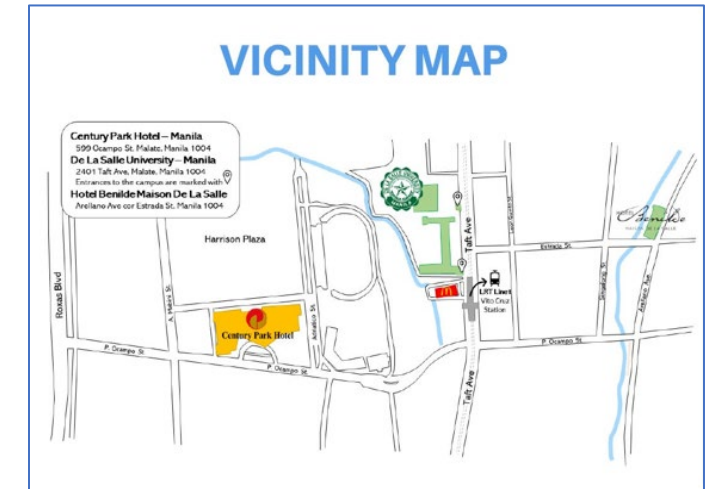 VICINITY MAP
Century Park Hotel – Manila
599 Ocampo St. Malate, Manila 1004
De La Salle University – Manila
2401 Taft Ave, Malate, Manila 1004
Entrances to the campus are marked with
Hotel Benilde Maison De La Salle
Arellano Ave cor Estrada St. Manila 1004
Harrison Plaza
Roxas Blvd
A. Mabini St.
Adriatico St.
Century Park Hotel
P. Ocampo St.
P. Ocampo St.
Taft Ave
Taft Ave
LRT Line1
Vito Cruz
Station
Estrada St.
P. Ocampo St.
Arellano Ave
Benilde